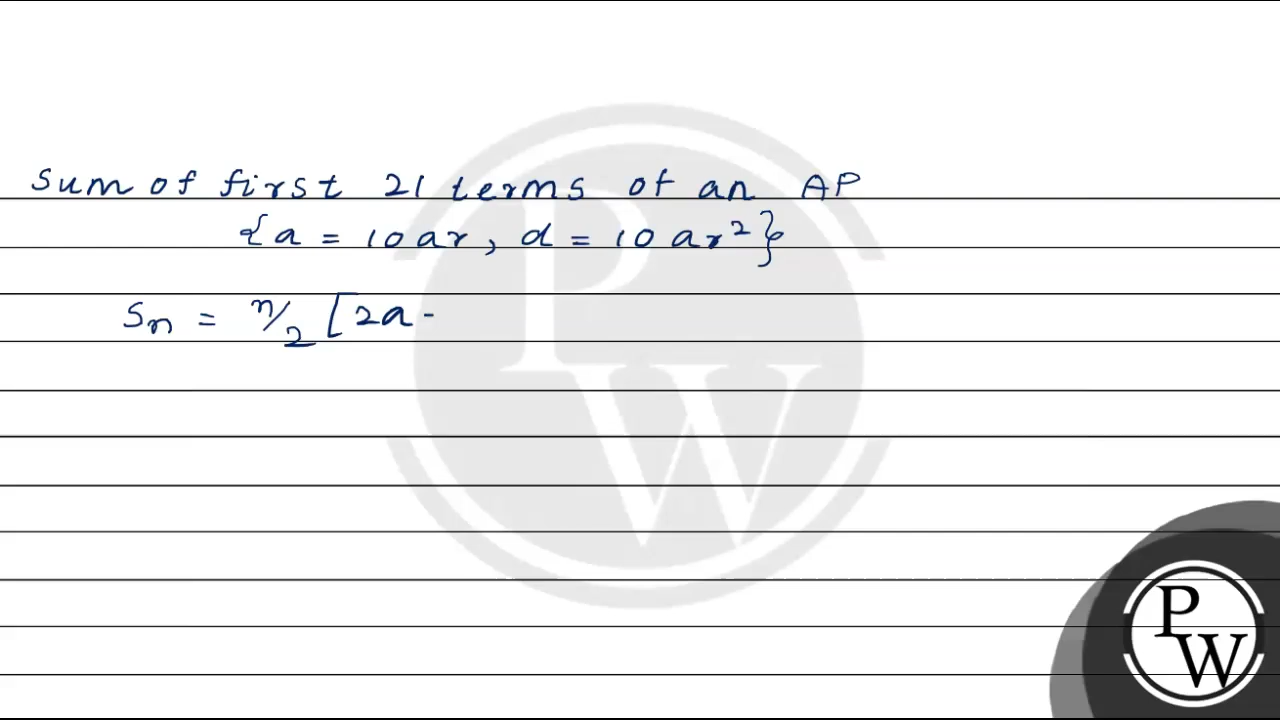 Sum of first 21 terms of an AP
{a = 10ar, d = 10ar²}
Sn = n/2 [2a -
P
W
P
W